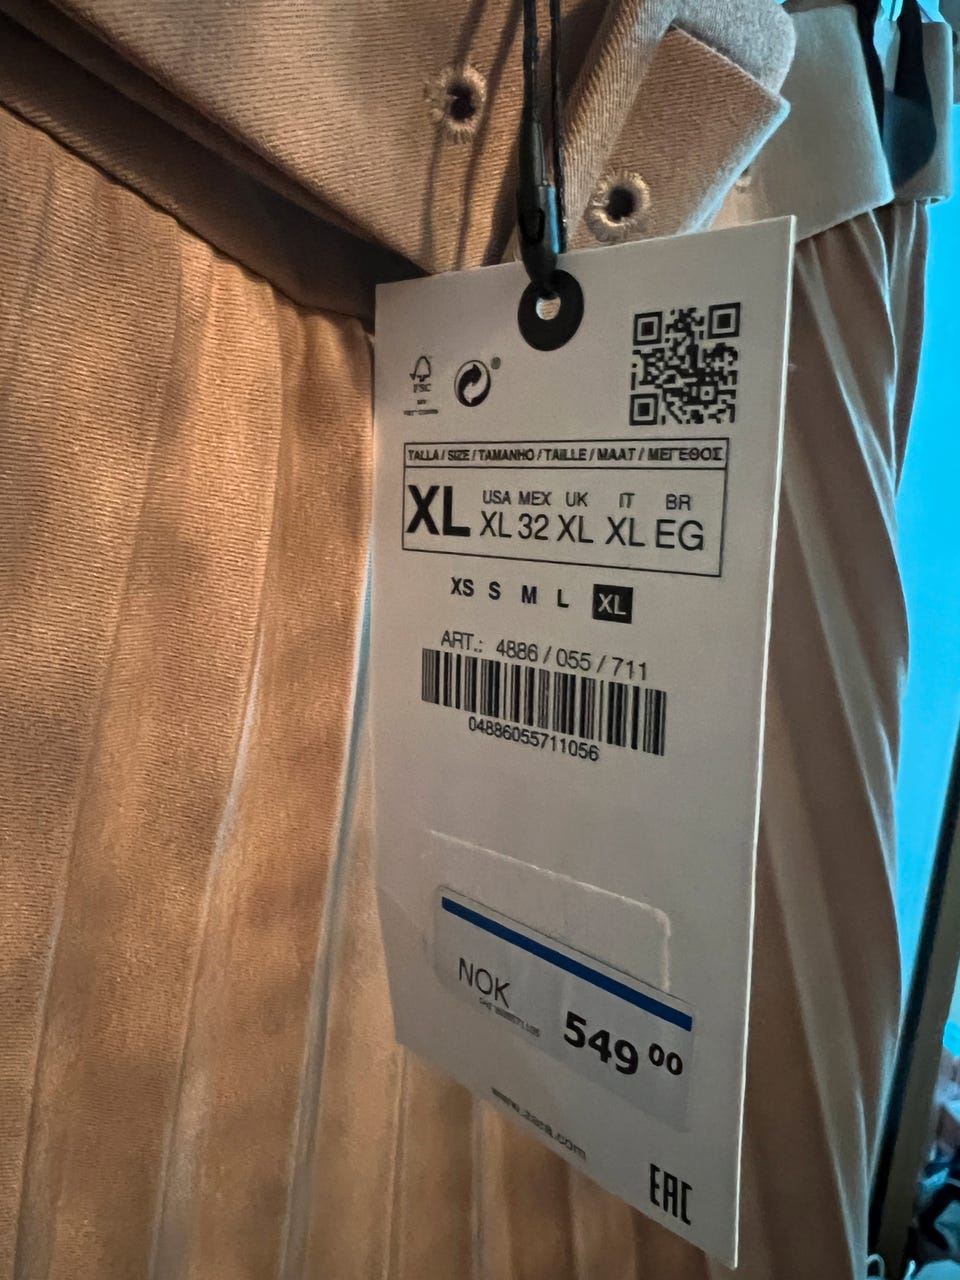 FSC
TALLA / SIZE / TAMANHO / TAILLE / MAAT / ΜΕΓΕΘΟΣ
XL
USA MEX UK IT BR
XL 32 XL XL EG
XS S M L XL
ART.: 4886 / 055 / 711
04886055711056
NOK
549 00
www.zara.com
EAC